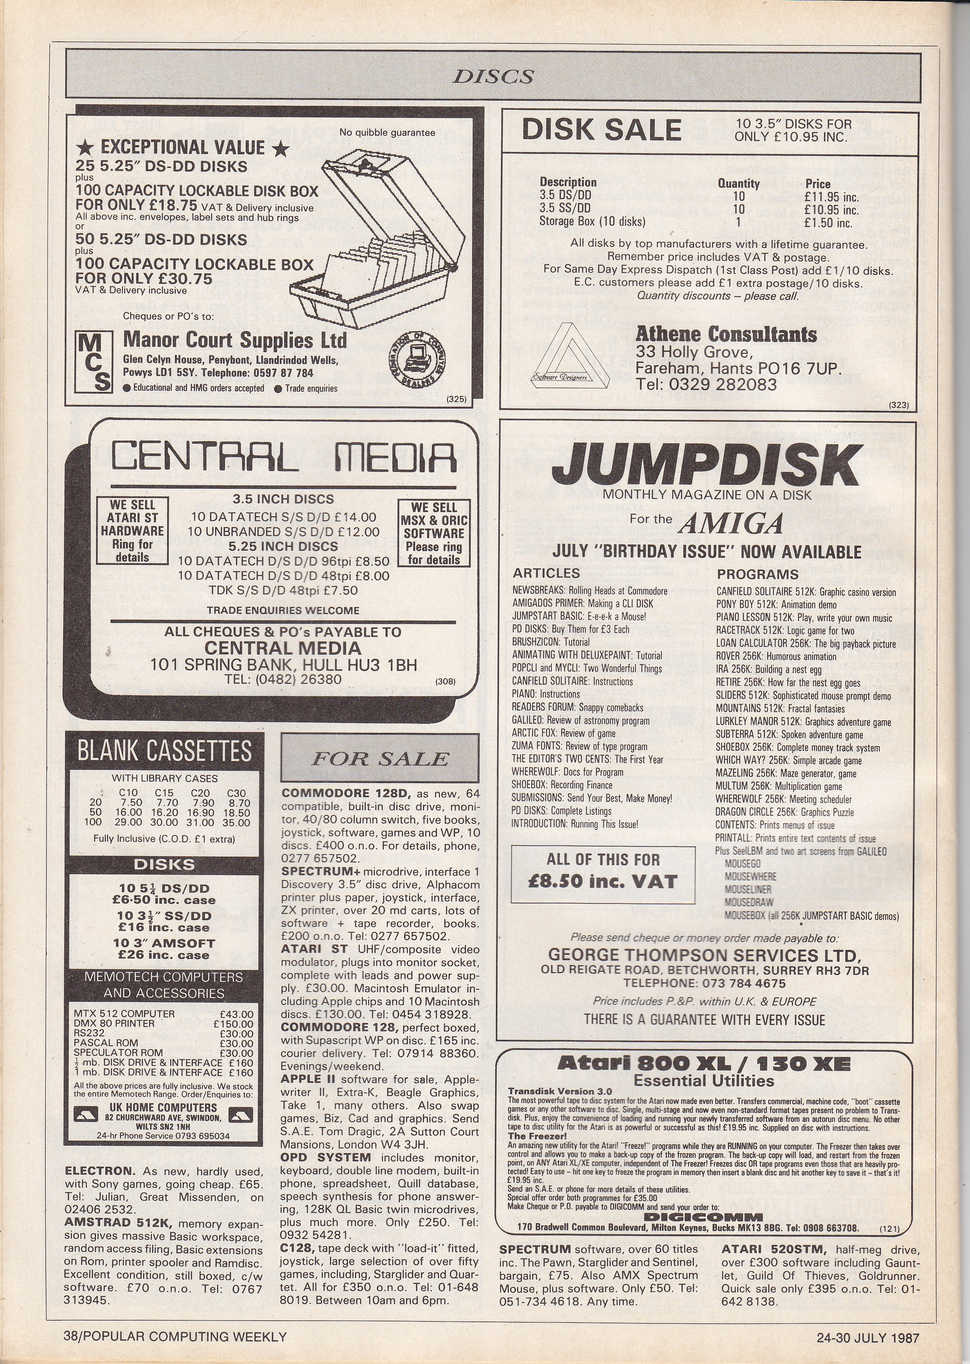 DISCS
No quibble guarantee
★ EXCEPTIONAL VALUE ★
25 5.25" DS-DD DISKS
plus
100 CAPACITY LOCKABLE DISK BOX
FOR ONLY £18.75 VAT & Delivery inclusive
All above inc. envelopes, label sets and hub rings
or
50 5.25" DS-DD DISKS
plus
100 CAPACITY LOCKABLE BOX
FOR ONLY £30.75
VAT & Delivery inclusive
Cheques or PO's to:
MCS
Manor Court Supplies Ltd
Glen Celyn House, Penybont, Llandrindod Wells,
Powys LD1 5SY. Telephone: 0597 87 784
● Educational and HMG orders accepted ● Trade enquiries
FEDERATION OF COMPUTER DEALERS
(325)
DISK SALE
10 3.5" DISKS FOR
ONLY £10.95 INC.
Description Quantity Price
3.5 DS/DD 10 £11.95 inc.
3.5 SS/DD 10 £10.95 inc.
Storage Box (10 disks) 1 £1.50 inc.
All disks by top manufacturers with a lifetime guarantee.
Remember price includes VAT & postage.
For Same Day Express Dispatch (1st Class Post) add £1/10 disks.
E.C. customers please add £1 extra postage/10 disks.
Quantity discounts – please call.
Software Designers
Athene Consultants
33 Holly Grove,
Fareham, Hants PO16 7UP.
Tel: 0329 282083
(323)
CENTRAL MEDIA
WE SELL
ATARI ST
HARDWARE
Ring for
details
3.5 INCH DISCS
10 DATATECH S/S D/D £14.00
10 UNBRANDED S/S D/D £12.00
5.25 INCH DISCS
10 DATATECH D/S D/D 96tpi £8.50
10 DATATECH D/S D/D 48tpi £8.00
TDK S/S D/D 48tpi £7.50
TRADE ENQUIRIES WELCOME
WE SELL
MSX & ORIC
SOFTWARE
Please ring
for details
ALL CHEQUES & PO's PAYABLE TO
CENTRAL MEDIA
101 SPRING BANK, HULL HU3 1BH
TEL: (0482) 26380
(308)
JUMPDISK
MONTHLY MAGAZINE ON A DISK
For the AMIGA
JULY "BIRTHDAY ISSUE" NOW AVAILABLE
ARTICLES
NEWSBREAKS: Rolling Heads at Commodore
AMIGADOS PRIMER: Making a CLI DISK
JUMPSTART BASIC: E-e-e-k a Mouse!
PD DISKS: Buy Them for £3 Each
BRUSHZICON: Tutorial
ANIMATING WITH DELUXEPAINT: Tutorial
POPCLI and MYCLI: Two Wonderful Things
CANFIELD SOLITAIRE: Instructions
PIANO: Instructions
READERS FORUM: Snappy comebacks
GALILEO: Review of astronomy program
ARCTIC FOX: Review of game
ZUMA FONTS: Review of type program
THE EDITOR'S TWO CENTS: The First Year
WHEREWOLF: Docs for Program
SHOEBOX: Recording Finance
SUBMISSIONS: Send Your Best, Make Money!
PD DISKS: Complete Listings
INTRODUCTION: Running This Issue!
PROGRAMS
CANFIELD SOLITAIRE 512K: Graphic casino version
PONY BOY 512K: Animation demo
PIANO LESSON 512K: Play, write your own music
RACETRACK 512K: Logic game for two
LOAN CALCULATOR 256K: The big payback picture
ROVER 256K: Humorous animation
IRA 256K: Building a nest egg
RETIRE 256K: How far the nest egg goes
SLIDERS 512K: Sophisticated mouse prompt demo
MOUNTAINS 512K: Fractal fantasies
LURKLEY MANOR 512K: Graphics adventure game
SUBTERRA 512K: Spoken adventure game
SHOEBOX 256K: Complete money track system
WHICH WAY? 256K: Simple arcade game
MAZELING 256K: Maze generator, game
MULTUM 256K: Multiplication game
WHEREWOLF 256K: Meeting scheduler
DRAGON CIRCLE 256K: Graphics Puzzle
CONTENTS: Prints menus of issue
PRINTALL: Prints entire text contents of issue
Plus SeeILBM and two art screens from GALILEO
MOUSEGO
MOUSEWHERE
MOUSELINER
MOUSEDRAW
MOUSEBOX (all 256K JUMPSTART BASIC demos)
ALL OF THIS FOR
£8.50 inc. VAT
Please send cheque or money order made payable to:
GEORGE THOMPSON SERVICES LTD,
OLD REIGATE ROAD, BETCHWORTH, SURREY RH3 7DR
TELEPHONE: 073 784 4675
Price includes P.&P. within U.K. & EUROPE
THERE IS A GUARANTEE WITH EVERY ISSUE
BLANK CASSETTES
WITH LIBRARY CASES
C10 C15 C20 C30
20 7.50 7.70 7.90 8.70
50 16.00 16.20 16.90 18.50
100 29.00 30.00 31.00 35.00
Fully Inclusive (C.O.D. £1 extra)
DISKS
10 5¼ DS/DD
£6·50 inc. case
10 3½" SS/DD
£16 inc. case
10 3" AMSOFT
£26 inc. case
MEMOTECH COMPUTERS
AND ACCESSORIES
MTX 512 COMPUTER £43.00
DMX 80 PRINTER £150.00
RS232 £30.00
PASCAL ROM £30.00
SPECULATOR ROM £30.00
½ mb. DISK DRIVE & INTERFACE £160
1 mb. DISK DRIVE & INTERFACE £160
All the above prices are fully inclusive. We stock
the entire Memotech Range. Order/Enquiries to:
UK HOME COMPUTERS
82 CHURCHWARD AVE, SWINDON,
WILTS SN2 1NH
24-hr Phone Service 0793 695034
ELECTRON. As new, hardly used,
with Sony games, going cheap. £65.
Tel: Julian, Great Missenden, on
02406 2532.
AMSTRAD 512K, memory expan-
sion gives massive Basic workspace,
random access filing, Basic extensions
on Rom, printer spooler and Ramdisc.
Excellent condition, still boxed, c/w
software. £70 o.n.o. Tel: 0767
313945.
FOR SALE
COMMODORE 128D, as new, 64
compatible, built-in disc drive, moni-
tor, 40/80 column switch, five books,
joystick, software, games and WP, 10
discs. £400 o.n.o. For details, phone,
0277 657502.
SPECTRUM+ microdrive, interface 1
Discovery 3.5" disc drive, Alphacom
printer plus paper, joystick, interface,
ZX printer, over 20 md carts, lots of
software + tape recorder, books.
£200 o.n.o. Tel: 0277 657502.
ATARI ST UHF/composite video
modulator, plugs into monitor socket,
complete with leads and power sup-
ply. £30.00. Macintosh Emulator in-
cluding Apple chips and 10 Macintosh
discs. £130.00. Tel: 0454 318928.
COMMODORE 128, perfect boxed,
with Supascript WP on disc. £165 inc.
courier delivery. Tel: 07914 88360.
Evenings/weekend.
APPLE II software for sale, Apple-
writer II, Extra-K, Beagle Graphics,
Take 1, many others. Also swap
games, Biz, Cad and graphics. Send
S.A.E. Tom Dragic, 2A Sutton Court
Mansions, London W4 3JH.
OPD SYSTEM includes monitor,
keyboard, double line modem, built-in
phone, spreadsheet, Quill database,
speech synthesis for phone answer-
ing, 128K QL Basic twin microdrives,
plus much more. Only £250. Tel:
0932 54281.
C128, tape deck with "load-it" fitted,
joystick, large selection of over fifty
games, including, Starglider and Quar-
tet. All for £350 o.n.o. Tel: 01-648
8019. Between 10am and 6pm.
Atari 800 XL / 130 XE
Essential Utilities
Transdisk Version 3.0
The most powerful tape to disc system for the Atari now made even better. Transfers commercial, machine code, "boot" cassette
games or any other software to disc. Single, multi-stage and now even non-standard format tapes present no problem to Trans-
disk. Plus, enjoy the convenience of loading and running your newly transferred software from an autorun disc menu. No other
tape to disc utility for the Atari is as powerful or successful as this! £19.95 inc. Supplied on disc with instructions.
The Freezer!
An amazing new utility for the Atari! "Freeze"! programs while they are RUNNING on your computer. The Freezer then takes over
control and allows you to make a back-up copy of the frozen program. The back-up copy will load, and restart from the frozen
point, on ANY Atari XL/XE computer, independent of The Freezer! Freezes disc OR tape programs even those that are heavily pro-
tected! Easy to use – hit one key to freeze the program in memory then insert a blank disc and hit another key to save it – that's it!
£19.95 inc.
Send an S.A.E. or phone for more details of these utilities.
Special offer order both programmes for £35.00
Make Cheque or P.O. payable to DIGICOMM and send your order to:
DIGICOMM
170 Bradwell Common Boulevard, Milton Keynes, Bucks MK13 8BG. Tel: 0908 663708. (121)
SPECTRUM software, over 60 titles
inc. The Pawn, Starglider and Sentinel,
bargain, £75. Also AMX Spectrum
Mouse, plus software. Only £50. Tel:
051-734 4618. Any time.
ATARI 520STM, half-meg drive,
over £300 software including Gaunt-
let, Guild Of Thieves, Goldrunner.
Quick sale only £395 o.n.o. Tel: 01-
642 8138.
38/POPULAR COMPUTING WEEKLY
24-30 JULY 1987